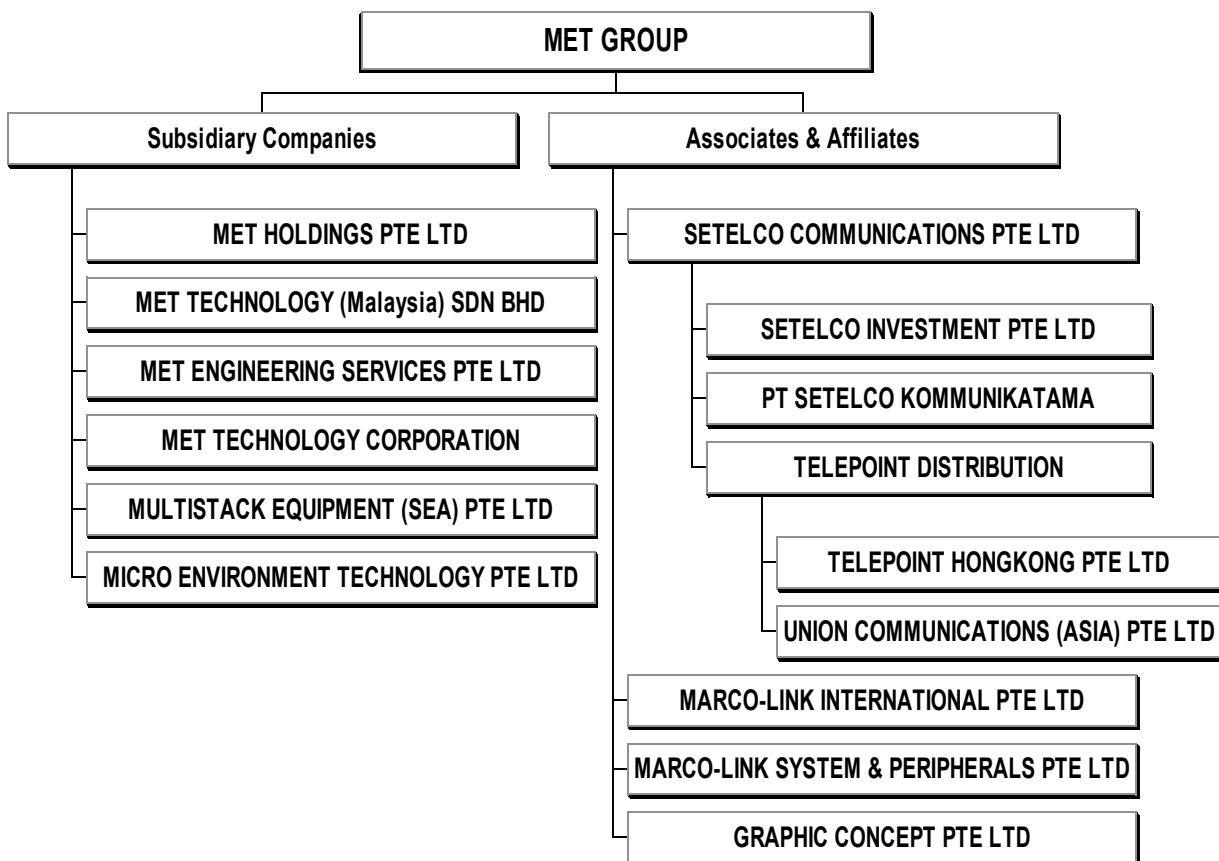 MET GROUP
Subsidiary Companies
MET HOLDINGS PTE LTD
MET TECHNOLOGY (Malaysia) SDN BHD
MET ENGINEERING SERVICES PTE LTD
MET TECHNOLOGY CORPORATION
MULTISTACK EQUIPMENT (SEA) PTE LTD
MICRO ENVIRONMENT TECHNOLOGY PTE LTD
Associates & Affiliates
SETELCO COMMUNICATIONS PTE LTD
SETELCO INVESTMENT PTE LTD
PT SETELCO KOMMUNIKATAMA
TELEPOINT DISTRIBUTION
TELEPOINT HONGKONG PTE LTD
UNION COMMUNICATIONS (ASIA) PTE LTD
MARCO-LINK INTERNATIONAL PTE LTD
MARCO-LINK SYSTEM & PERIPHERALS PTE LTD
GRAPHIC CONCEPT PTE LTD